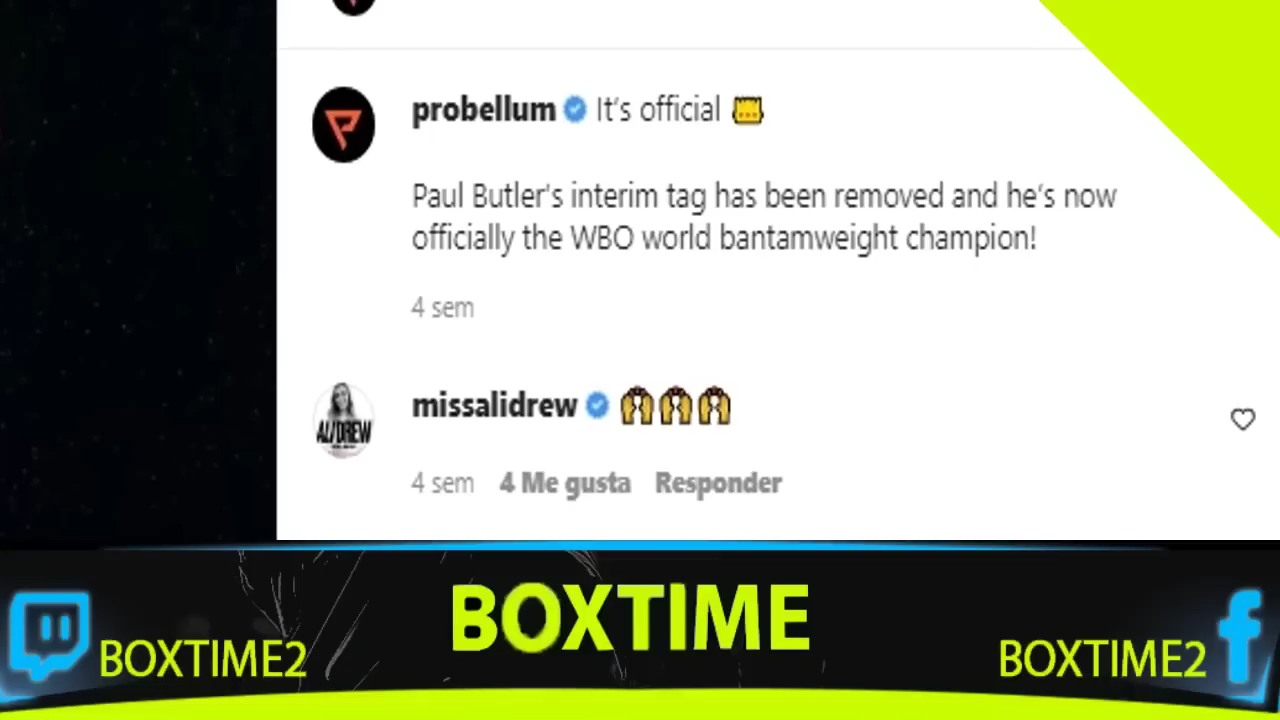 probellum It's official
Paul Butler's interim tag has been removed and he's now
officially the WBO world bantamweight champion!
4 sem
missalidrew
ALIDREW
4 sem 4 Me gusta Responder
BOXTIME
BOXTIME2
BOXTIME2